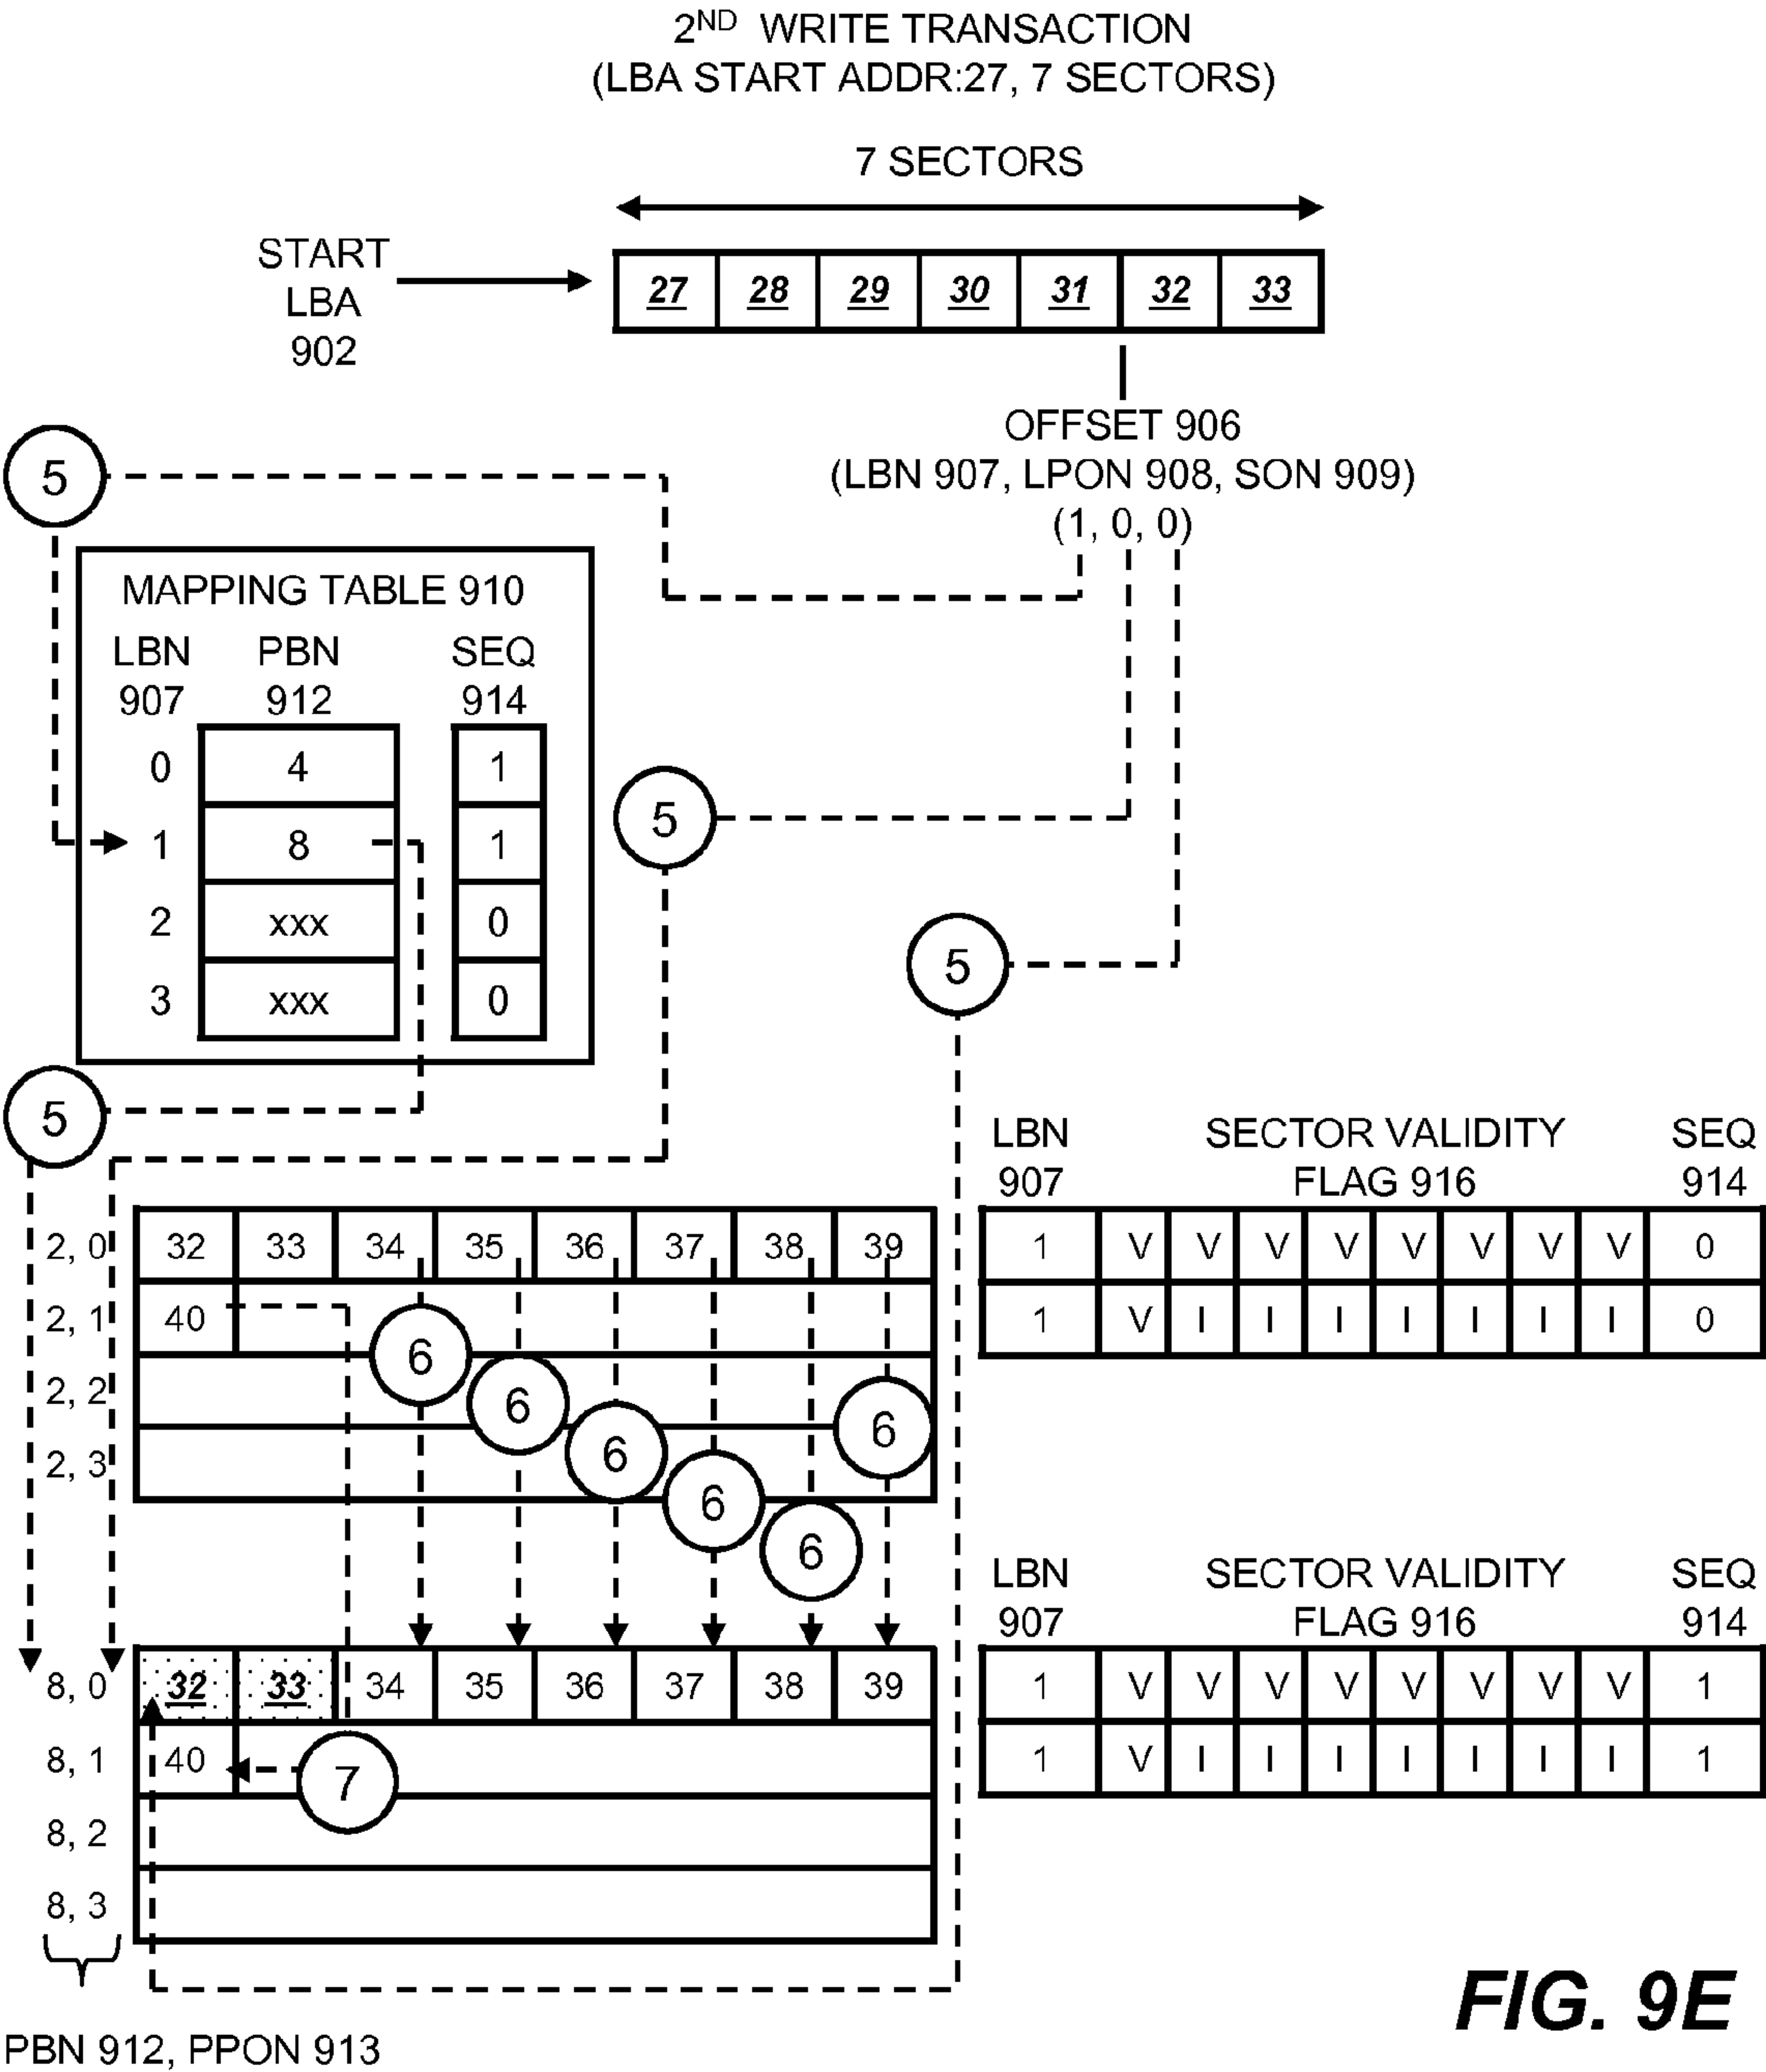 2ND WRITE TRANSACTION
(LBA START ADDR:27, 7 SECTORS)
7 SECTORS
START
LBA
902
27 28 29 30 31 32 33
OFFSET 906
(LBN 907, LPON 908, SON 909)
(1, 0, 0)
5
MAPPING TABLE 910
LBN PBN SEQ
907 912 914
0 4 1
1 8 1
2 xxx 0
3 xxx 0
5
5
5
LBN SECTOR VALIDITY SEQ
907 FLAG 916 914
2, 0 32 33 34 35 36 37 38 39 1 V V V V V V V V 0
2, 1 40 1 V I I I I I I I 0
2, 2
2, 3
6 6 6 6 6 6
LBN SECTOR VALIDITY SEQ
907 FLAG 916 914
8, 0 32 33 34 35 36 37 38 39 1 V V V V V V V V 1
8, 1 40 7 1 V I I I I I I I 1
8, 2
8, 3
PBN 912, PPON 913
FIG. 9E